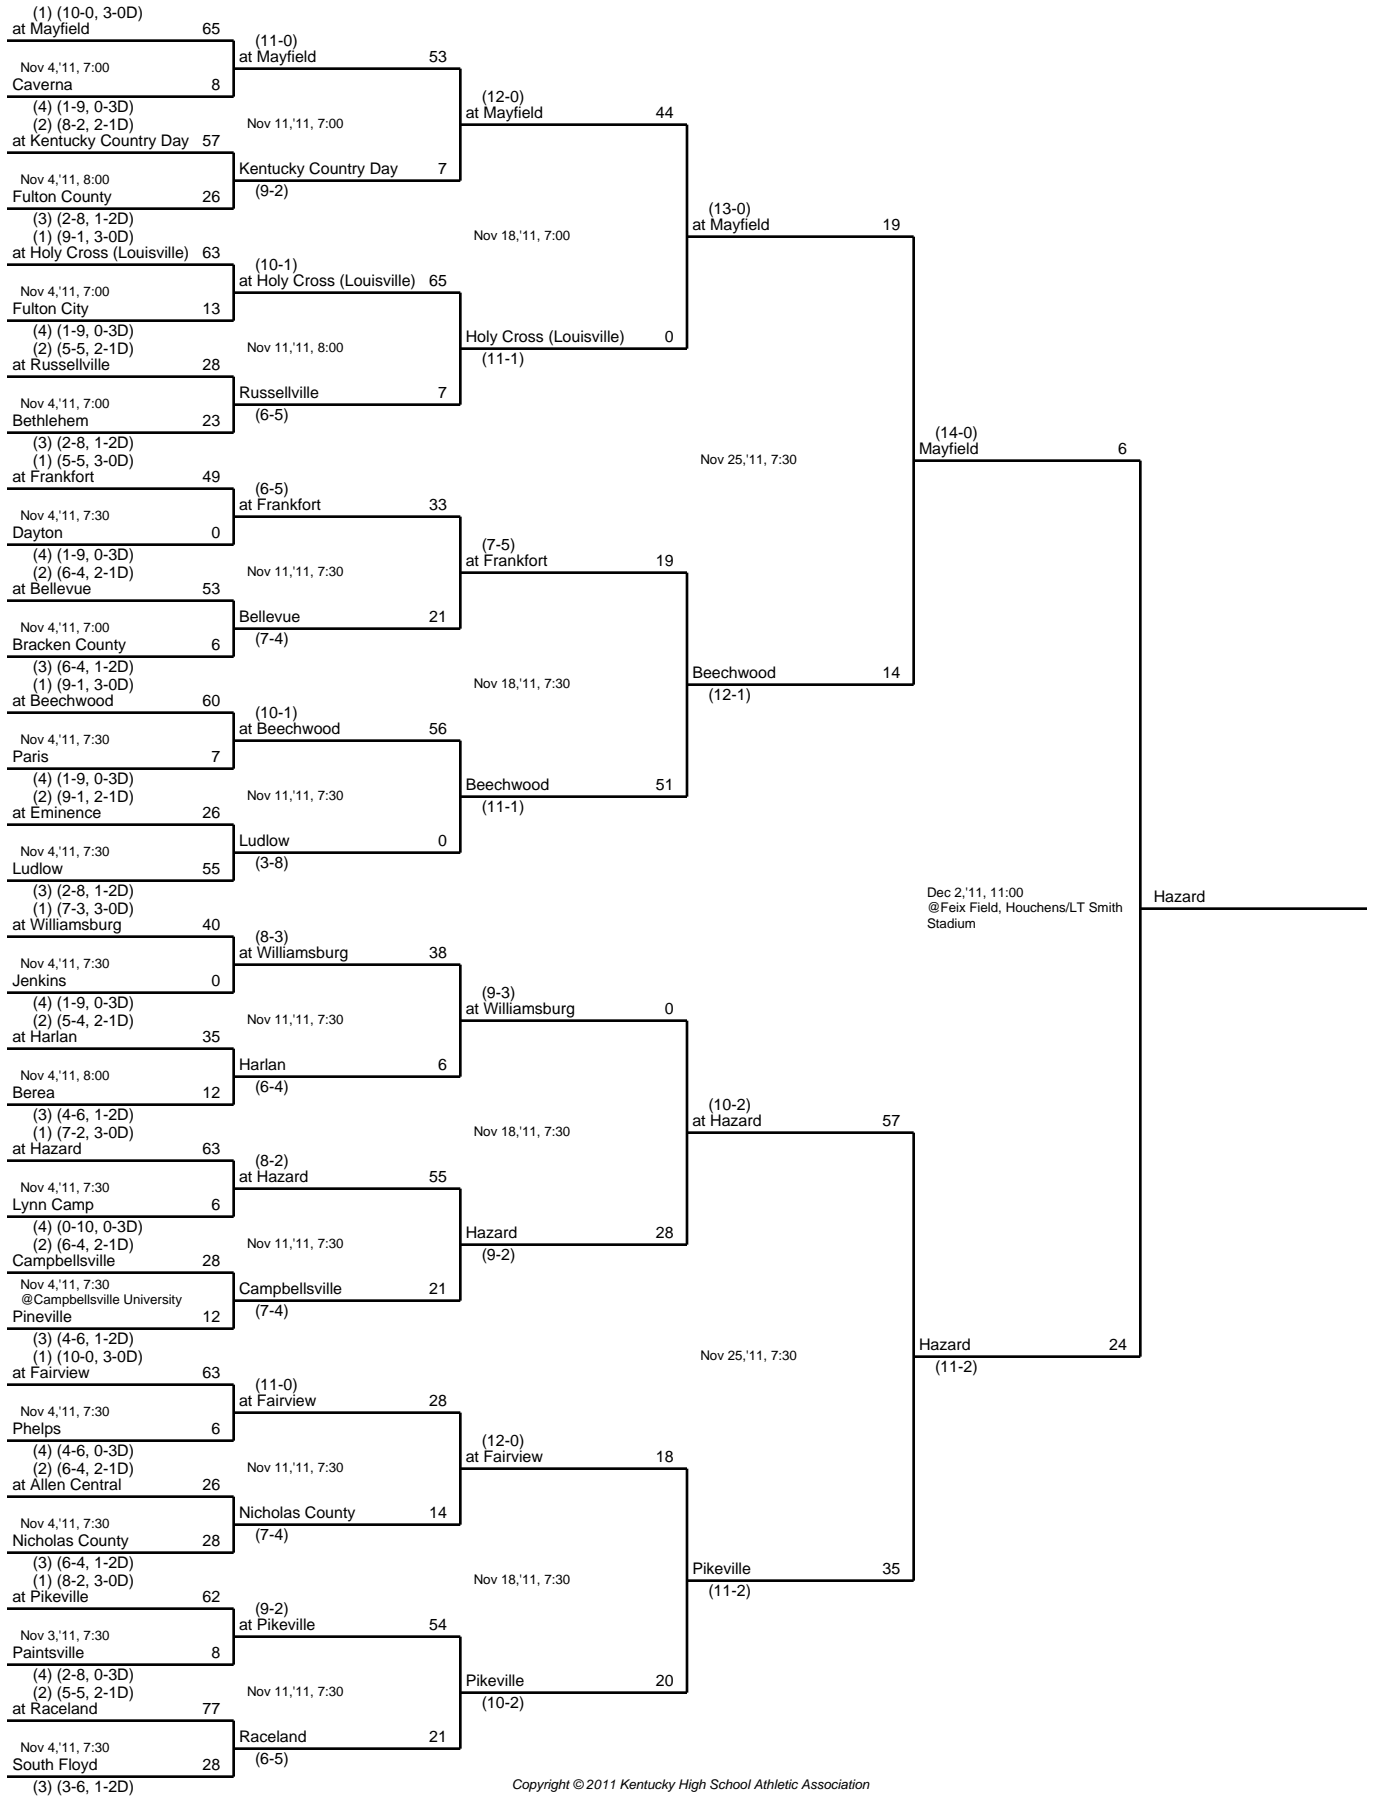 (1) (10-0, 3-0D)
at Mayfield 65
Nov 4,'11, 7:00
Caverna 8
(4) (1-9, 0-3D)
(2) (8-2, 2-1D)
at Kentucky Country Day 57
Nov 4,'11, 8:00
Fulton County 26
(3) (2-8, 1-2D)
(1) (9-1, 3-0D)
at Holy Cross (Louisville) 63
Nov 4,'11, 7:00
Fulton City 13
(4) (1-9, 0-3D)
(2) (5-5, 2-1D)
at Russellville 28
Nov 4,'11, 7:00
Bethlehem 23
(3) (2-8, 1-2D)
(1) (5-5, 3-0D)
at Frankfort 49
Nov 4,'11, 7:30
Dayton 0
(4) (1-9, 0-3D)
(2) (6-4, 2-1D)
at Bellevue 53
Nov 4,'11, 7:00
Bracken County 6
(3) (6-4, 1-2D)
(1) (9-1, 3-0D)
at Beechwood 60
Nov 4,'11, 7:30
Paris 7
(4) (1-9, 0-3D)
(2) (9-1, 2-1D)
at Eminence 26
Nov 4,'11, 7:30
Ludlow 55
(3) (2-8, 1-2D)
(1) (7-3, 3-0D)
at Williamsburg 40
Nov 4,'11, 7:30
Jenkins 0
(4) (1-9, 0-3D)
(2) (5-4, 2-1D)
at Harlan 35
Nov 4,'11, 8:00
Berea 12
(3) (4-6, 1-2D)
(1) (7-2, 3-0D)
at Hazard 63
Nov 4,'11, 7:30
Lynn Camp 6
(4) (0-10, 0-3D)
(2) (6-4, 2-1D)
Campbellsville 28
Nov 4,'11, 7:30
@Campbellsville University
Pineville 12
(3) (4-6, 1-2D)
(1) (10-0, 3-0D)
at Fairview 63
Nov 4,'11, 7:30
Phelps 6
(4) (4-6, 0-3D)
(2) (6-4, 2-1D)
at Allen Central 26
Nov 4,'11, 7:30
Nicholas County 28
(3) (6-4, 1-2D)
(1) (8-2, 3-0D)
at Pikeville 62
Nov 3,'11, 7:30
Paintsville 8
(4) (2-8, 0-3D)
(2) (5-5, 2-1D)
at Raceland 77
Nov 4,'11, 7:30
South Floyd 28
(3) (3-6, 1-2D)
(11-0)
at Mayfield 53
Nov 11,'11, 7:00
Kentucky Country Day 7
(9-2)
(10-1)
at Holy Cross (Louisville) 65
Nov 11,'11, 8:00
Russellville 7
(6-5)
(6-5)
at Frankfort 33
Nov 11,'11, 7:30
Bellevue 21
(7-4)
(10-1)
at Beechwood 56
Nov 11,'11, 7:30
Ludlow 0
(3-8)
(8-3)
at Williamsburg 38
Nov 11,'11, 7:30
Harlan 6
(6-4)
(8-2)
at Hazard 55
Nov 11,'11, 7:30
Campbellsville 21
(7-4)
(11-0)
at Fairview 28
Nov 11,'11, 7:30
Nicholas County 14
(7-4)
(9-2)
at Pikeville 54
Nov 11,'11, 7:30
Raceland 21
(6-5)
(12-0)
at Mayfield 44
Nov 18,'11, 7:00
Holy Cross (Louisville) 0
(11-1)
(7-5)
at Frankfort 19
Nov 18,'11, 7:30
Beechwood 51
(11-1)
(9-3)
at Williamsburg 0
Nov 18,'11, 7:30
Hazard 28
(9-2)
(12-0)
at Fairview 18
Nov 18,'11, 7:30
Pikeville 20
(10-2)
(13-0)
at Mayfield 19
Nov 25,'11, 7:30
Beechwood 14
(12-1)
(10-2)
at Hazard 57
Nov 25,'11, 7:30
Pikeville 35
(11-2)
(14-0)
Mayfield 6
Dec 2,'11, 11:00
@Feix Field, Houchens/LT Smith
Stadium
Hazard 24
(11-2)
Hazard
Copyright © 2011 Kentucky High School Athletic Association